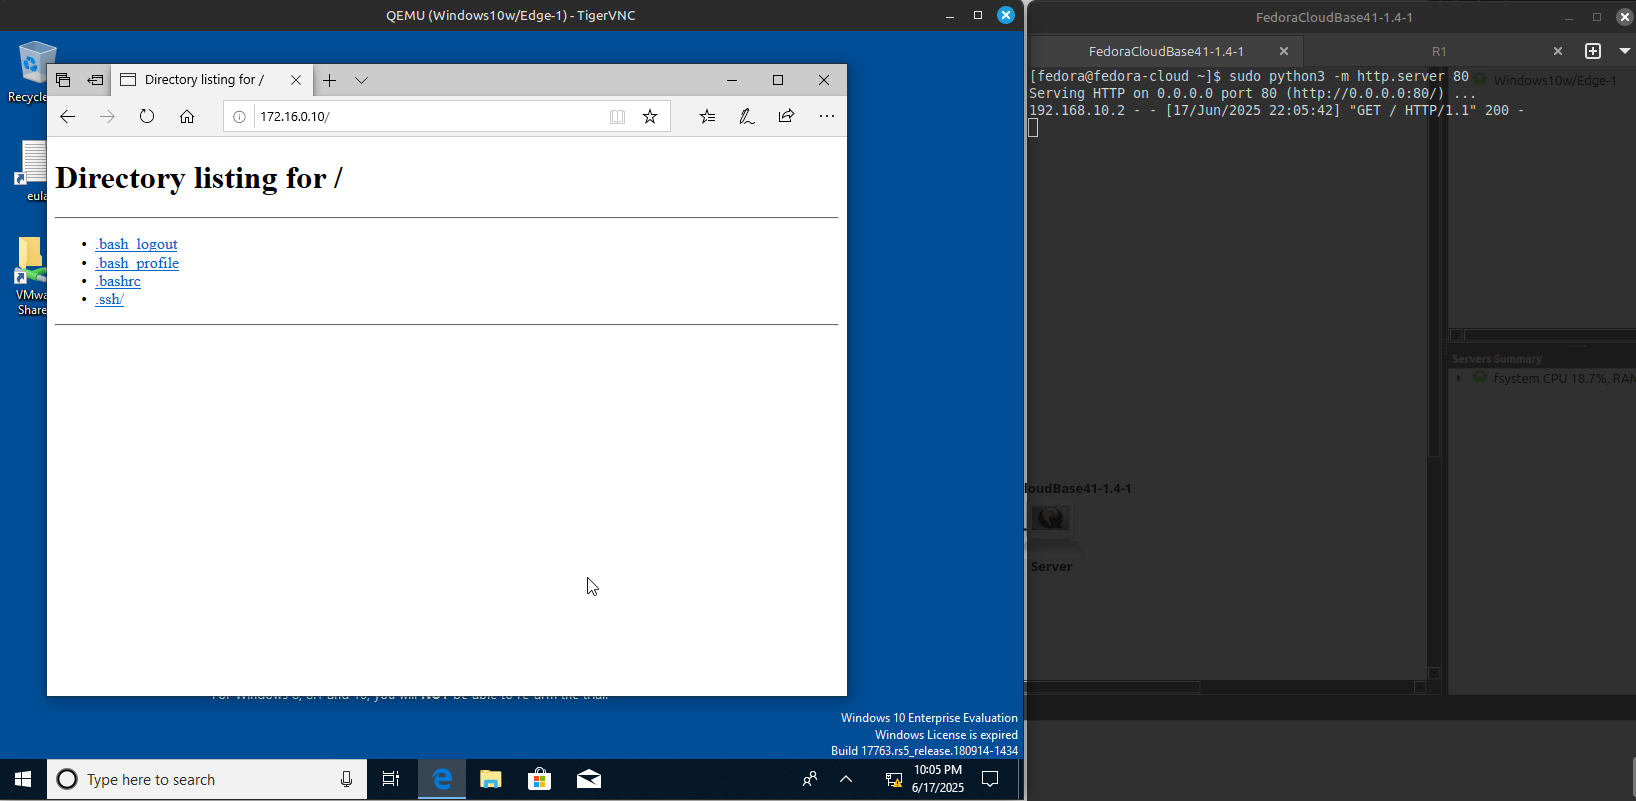 QEMU (Windows10w/Edge-1) - TigerVNC
Recycle
eula
VMwa
Share
Directory listing for /
172.16.0.10/
Directory listing for /
.bash_logout
.bash_profile
.bashrc
.ssh/
Windows 10 Enterprise Evaluation
Windows License is expired
Build 17763.rs5_release.180914-1434
Type here to search
10:05 PM
6/17/2025
FedoraCloudBase41-1.4-1
FedoraCloudBase41-1.4-1
R1
[fedora@fedora-cloud ~]$ sudo python3 -m http.server 80
Serving HTTP on 0.0.0.0 port 80 (http://0.0.0.0:80/) ...
192.168.10.2 - - [17/Jun/2025 22:05:42] "GET / HTTP/1.1" 200 -
Windows10w/Edge-1
Servers Summary
fsystem CPU 18.7%, RAM
loudBase41-1.4-1
Server